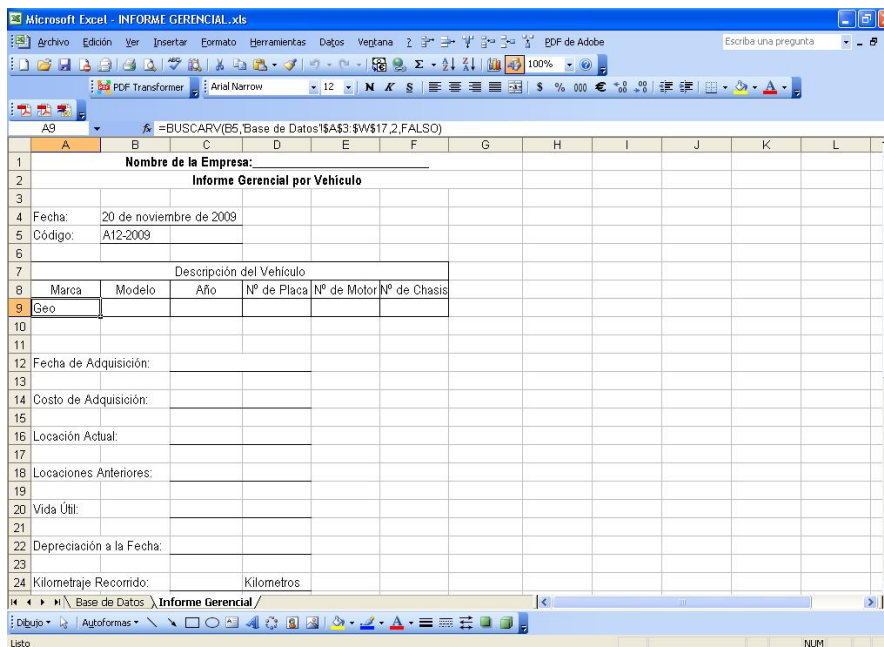 Microsoft Excel - INFORME GERENCIAL.xls
Archivo Edición Ver Insertar Formato Herramientas Datos Ventana ? PDF de Adobe Escriba una pregunta
100%
PDF Transformer Arial Narrow 12 N K S $ % 000 €
A9 fx =BUSCARV(B5,'Base de Datos'!$A$3:$W$17,2,FALSO)
A B C D E F G H I J K L
1 Nombre de la Empresa:
2 Informe Gerencial por Vehículo
3
4 Fecha: 20 de noviembre de 2009
5 Código: A12-2009
6
7 Descripción del Vehículo
8 Marca Modelo Año Nº de Placa Nº de Motor Nº de Chasis
9 Geo
10
11
12 Fecha de Adquisición:
13
14 Costo de Adquisición:
15
16 Locación Actual:
17
18 Locaciones Anteriores:
19
20 Vida Útil:
21
22 Depreciación a la Fecha:
23
24 Kilometraje Recorrido: Kilometros
Base de Datos Informe Gerencial
Dibujo Autoformas
Listo NUM